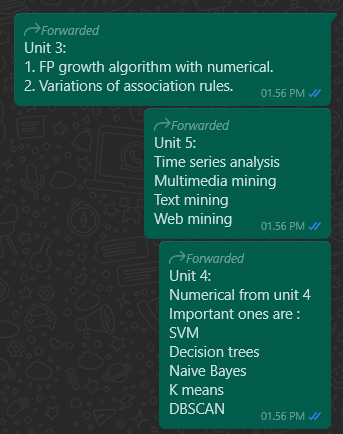 Forwarded
Unit 3:
1. FP growth algorithm with numerical.
2. Variations of association rules.
01.56 PM
Forwarded
Unit 5:
Time series analysis
Multimedia mining
Text mining
Web mining
01.56 PM
Forwarded
Unit 4:
Numerical from unit 4
Important ones are :
SVM
Decision trees
Naive Bayes
K means
DBSCAN
01.56 PM